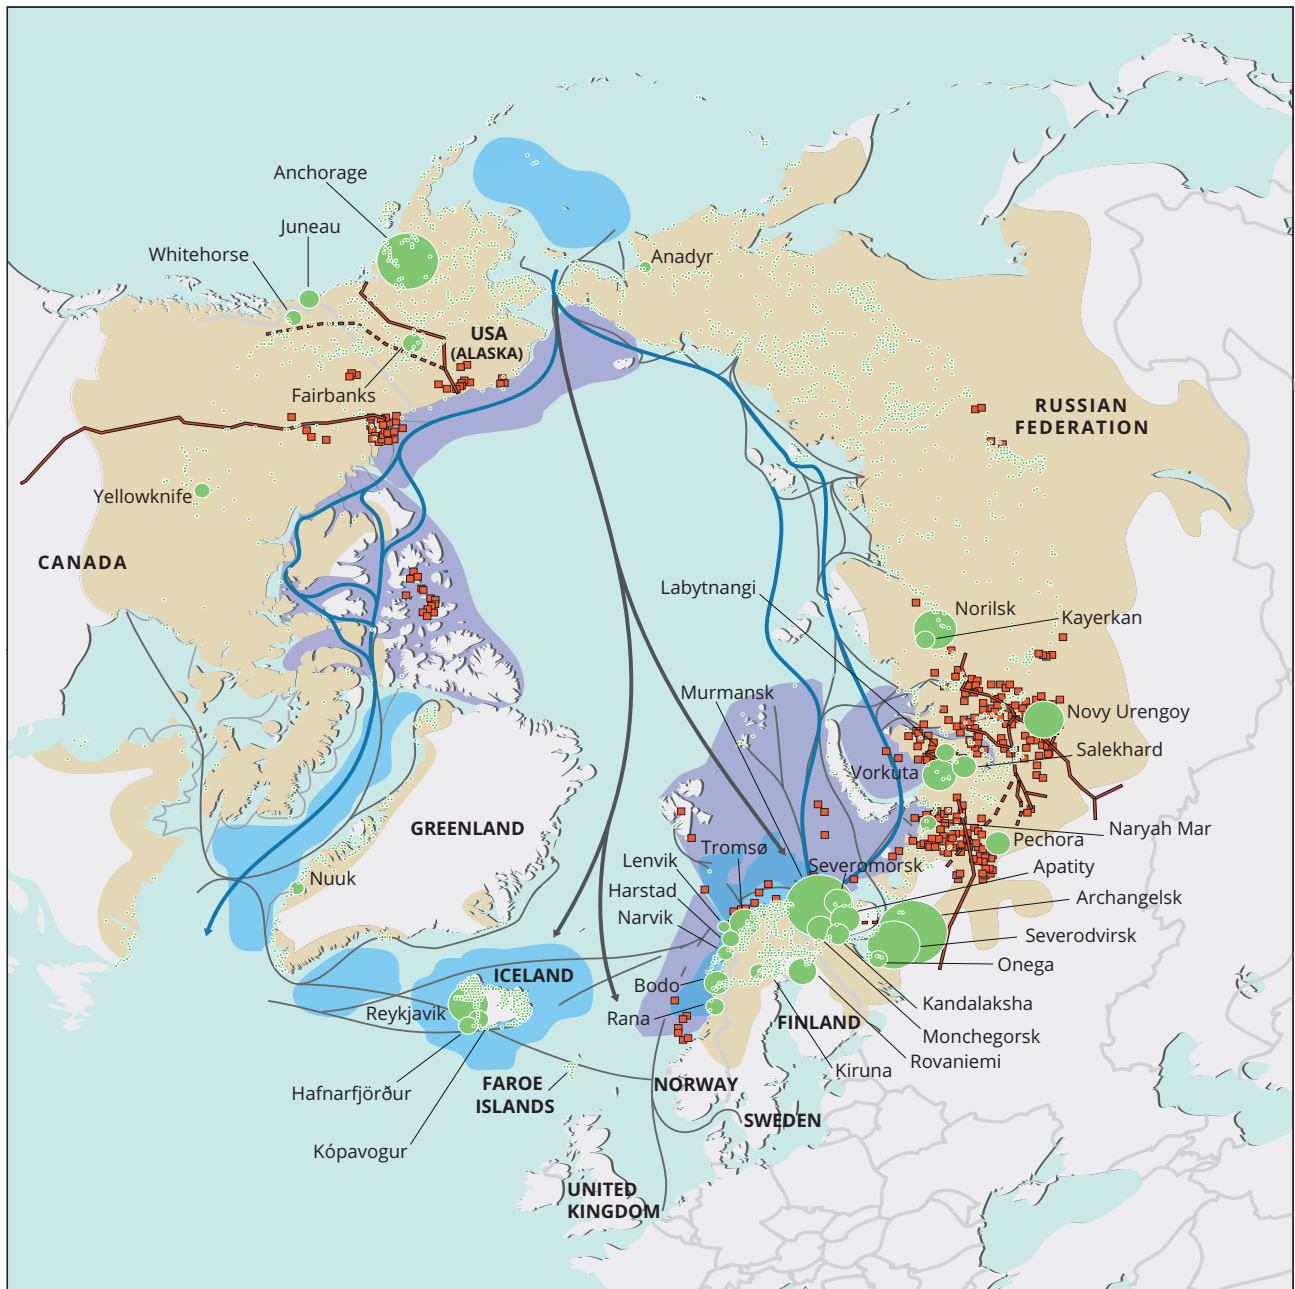 Anchorage
Juneau
Whitehorse
Anadyr
USA
(ALASKA)
Fairbanks
RUSSIAN
FEDERATION
Yellowknife
CANADA
Labytnangi
Norilsk
Kayerkan
Murmansk
Novy Urengoy
Salekhard
Vorkuta
GREENLAND
Naryah Mar
Pechora
Tromsø
Lenvik
Severomorsk
Apatity
Nuuk
Harstad
Archangelsk
Narvik
Severodvirsk
Onega
ICELAND
Bodo
Kandalaksha
Reykjavik
Rana
FINLAND
Monchegorsk
Rovaniemi
Kiruna
Hafnarfjörður
FAROE
ISLANDS
NORWAY
SWEDEN
Kópavogur
UNITED
KINGDOM